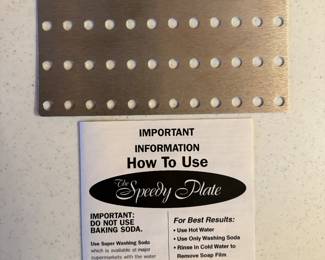 IMPORTANT
INFORMATION
How To Use
The Speedy Plate
IMPORTANT:
DO NOT USE
BAKING SODA.
Use Super Washing Soda
which is available at major
supermarkets with the water
For Best Results:
• Use Hot Water
• Use Only Washing Soda
• Rinse in Cold Water to
Remove Soap Film